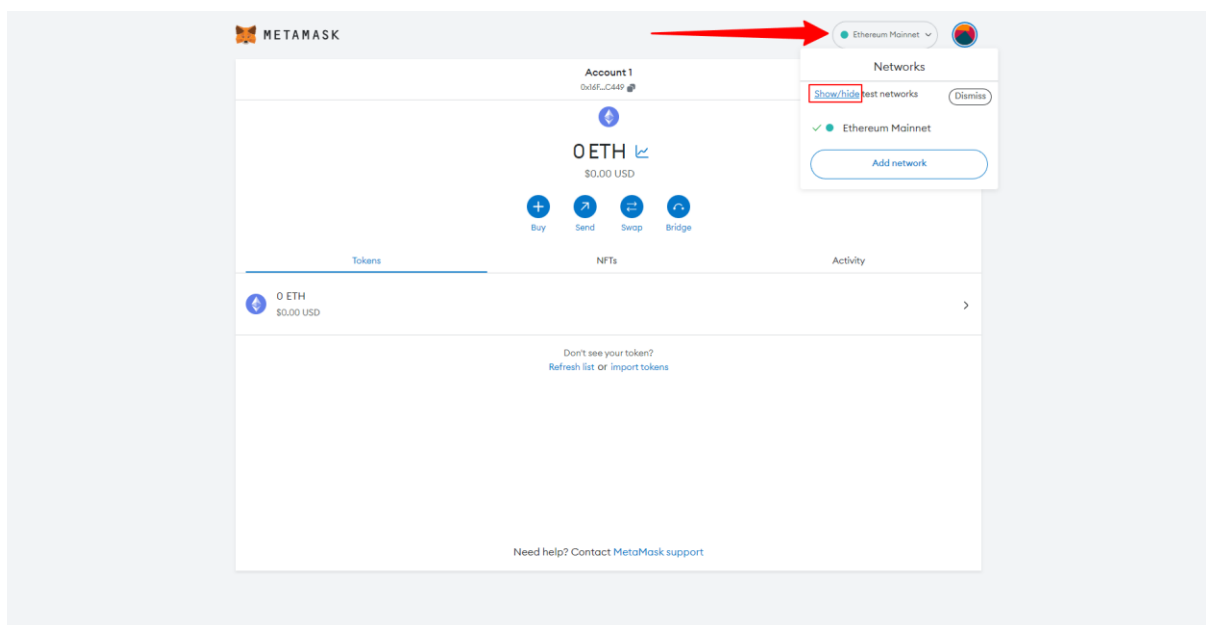 METAMASK
Ethereum Mainnet
Account 1
0x16F...C449
Networks
Show/hide test networks
Dismiss
Ethereum Mainnet
Add network
0 ETH
$0.00 USD
Buy Send Swap Bridge
Tokens NFTs Activity
0 ETH
$0.00 USD
Don't see your token?
Refresh list or import tokens
Need help? Contact MetaMask support